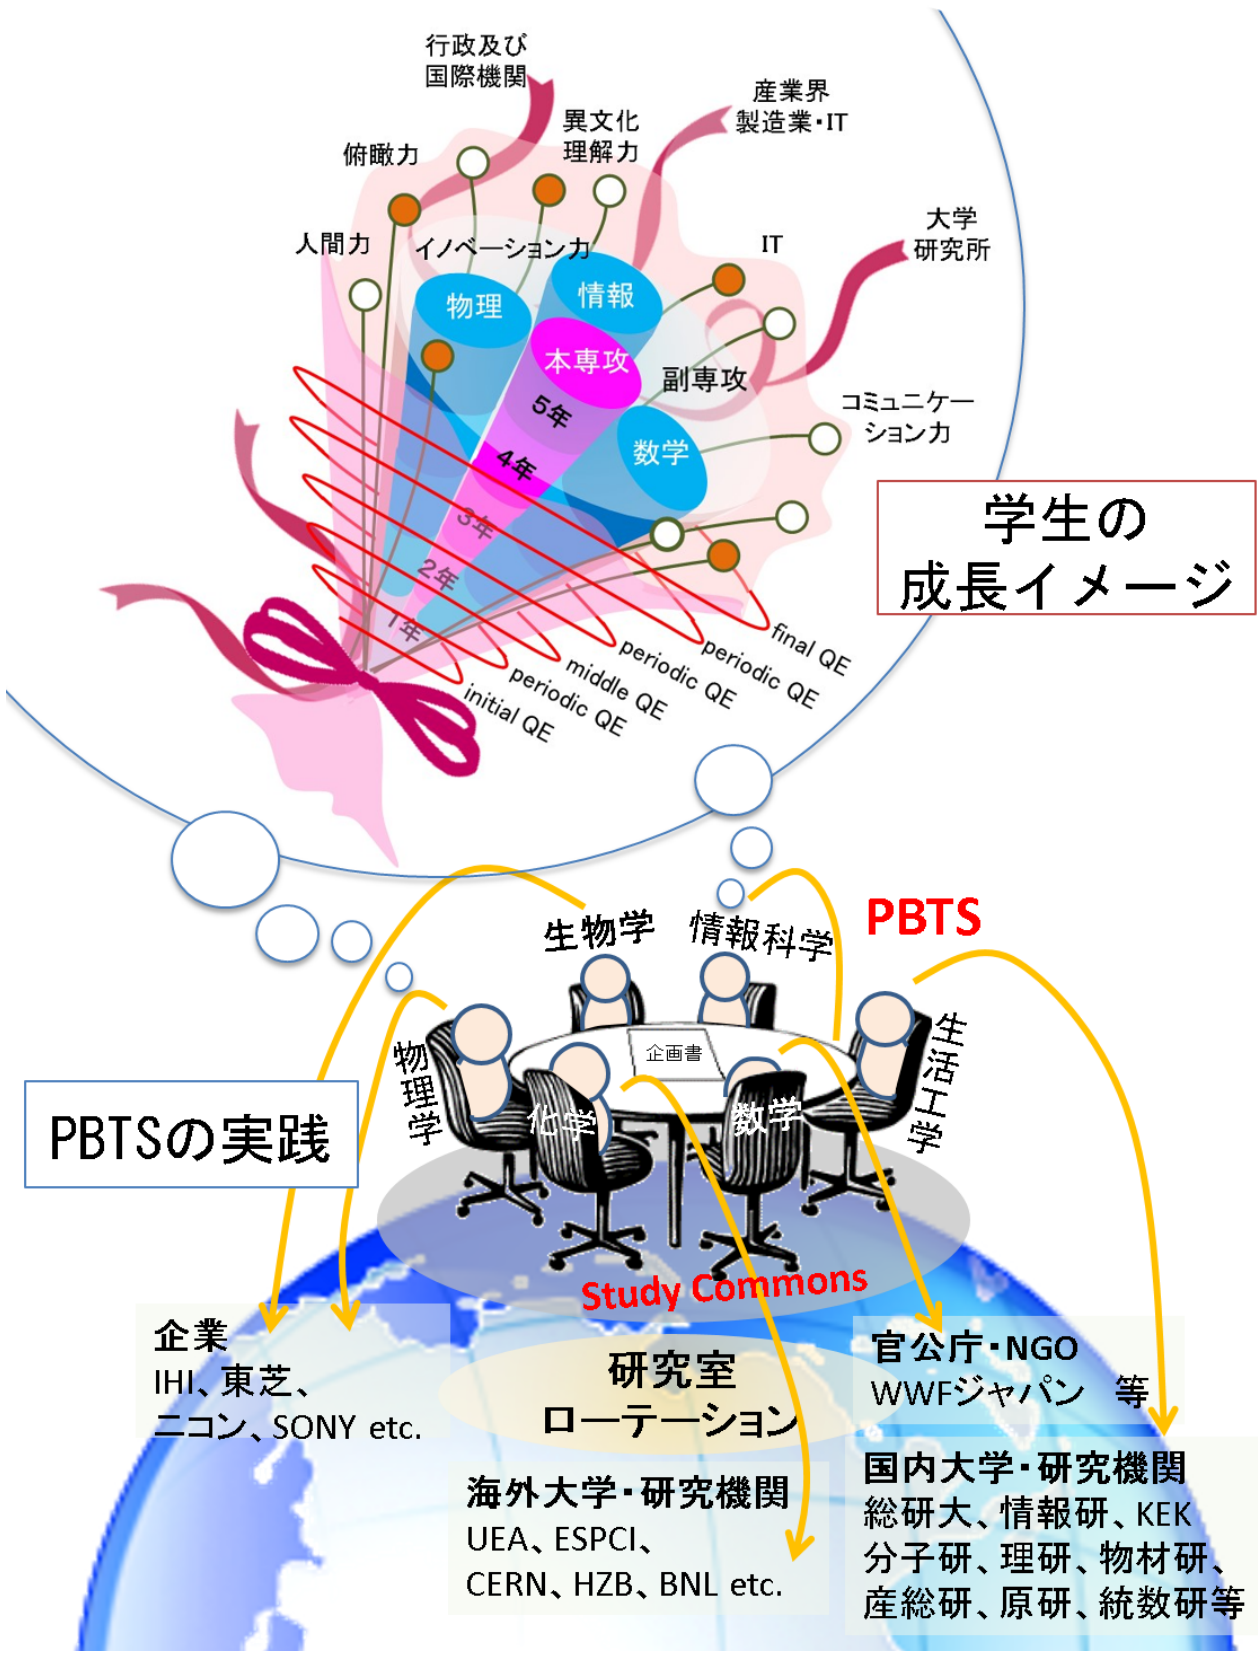 行政及び
国際機関
産業界
製造業・IT
異文化
理解力
俯瞰力
大学
研究所
人間力
イノベーション力
IT
物理
情報
本専攻
副専攻
5年
コミュニケー
ション力
数学
4年
3年
2年
1年
学生の
成長イメージ
final QE
periodic QE
periodic QE
middle QE
periodic QE
initial QE
PBTS
生物学
情報科学
物理学
企画書
生活工学
化学
数学
PBTSの実践
Study Commons
企業
IHI、東芝、
ニコン、SONY etc.
研究室
ローテーション
官公庁・NGO
WWFジャパン 等
海外大学・研究機関
UEA、ESPCI、
CERN、HZB、BNL etc.
国内大学・研究機関
総研大、情報研、KEK
分子研、理研、物材研、
産総研、原研、統数研等